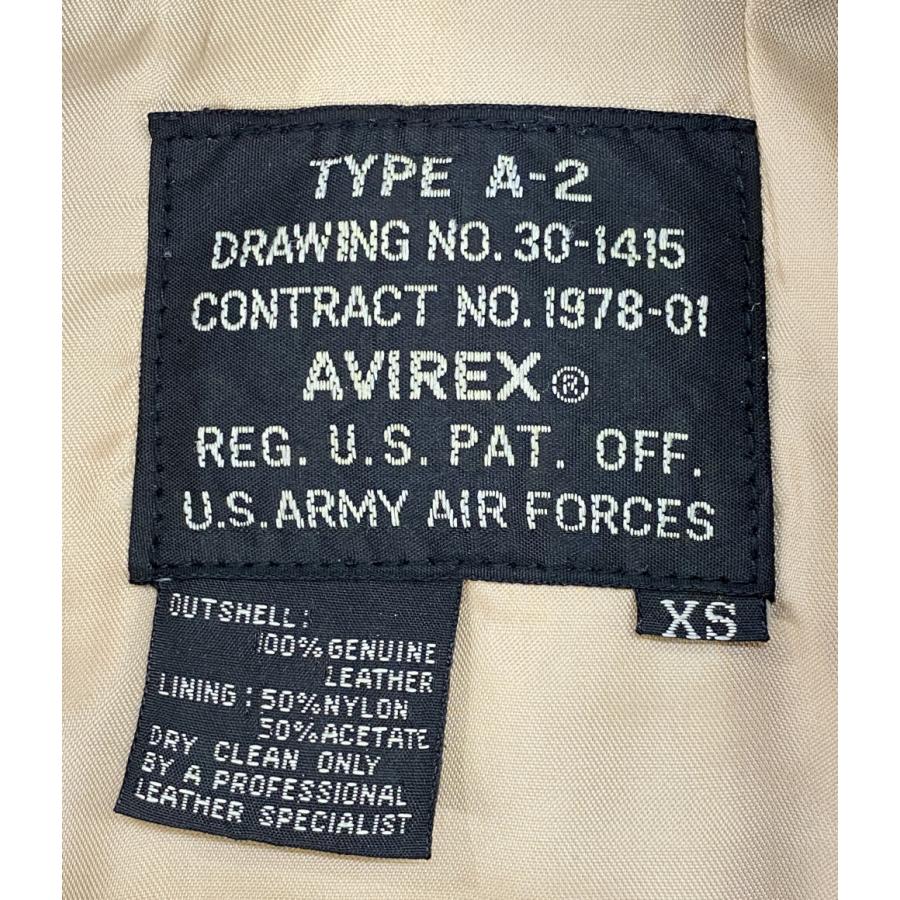 TYPE A-2
DRAWING NO. 30-1415
CONTRACT NO. 1978-01
AVIREX®
REG. U.S. PAT. OFF.
U.S. ARMY AIR FORCES
XS
OUTSHELL:
100% GENUINE
LEATHER
LINING: 50% NYLON
50% ACETATE
DRY CLEAN ONLY
BY A PROFESSIONAL
LEATHER SPECIALIST